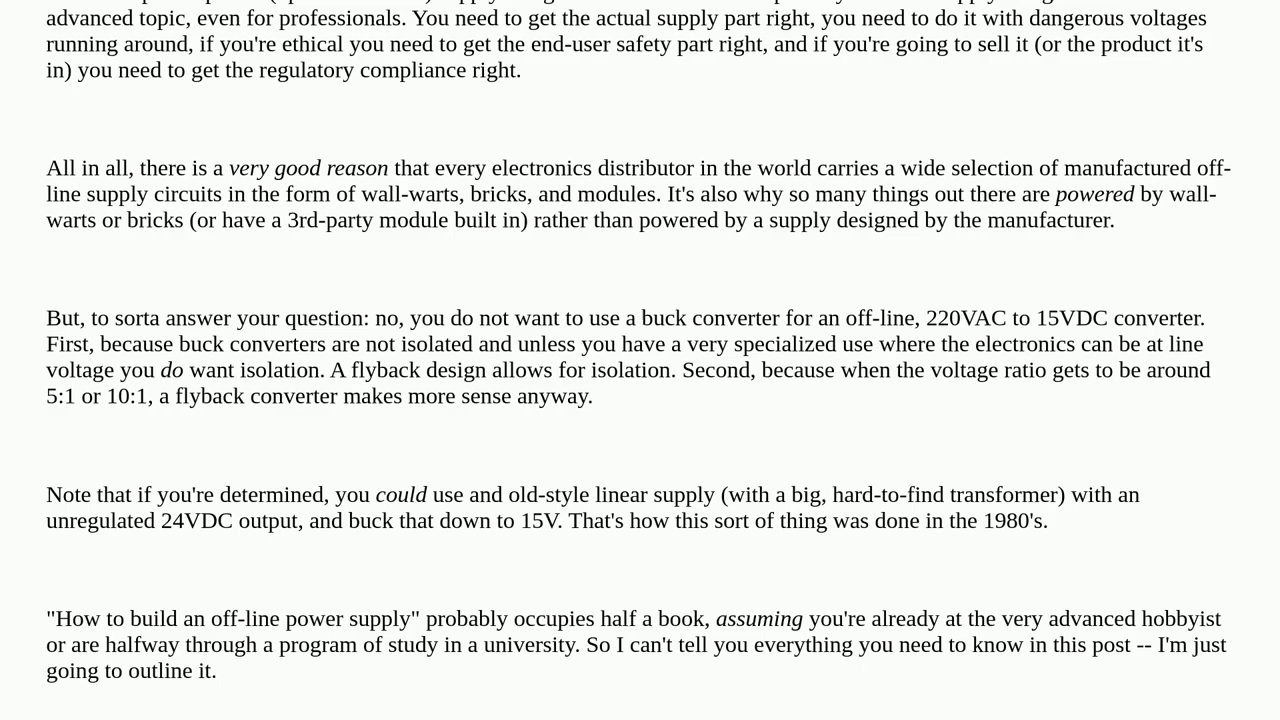 advanced topic, even for professionals. You need to get the actual supply part right, you need to do it with dangerous voltages
running around, if you're ethical you need to get the end-user safety part right, and if you're going to sell it (or the product it's
in) you need to get the regulatory compliance right.
All in all, there is a very good reason that every electronics distributor in the world carries a wide selection of manufactured off-
line supply circuits in the form of wall-warts, bricks, and modules. It's also why so many things out there are powered by wall-
warts or bricks (or have a 3rd-party module built in) rather than powered by a supply designed by the manufacturer.
But, to sorta answer your question: no, you do not want to use a buck converter for an off-line, 220VAC to 15VDC converter.
First, because buck converters are not isolated and unless you have a very specialized use where the electronics can be at line
voltage you do want isolation. A flyback design allows for isolation. Second, because when the voltage ratio gets to be around
5:1 or 10:1, a flyback converter makes more sense anyway.
Note that if you're determined, you could use and old-style linear supply (with a big, hard-to-find transformer) with an
unregulated 24VDC output, and buck that down to 15V. That's how this sort of thing was done in the 1980's.
"How to build an off-line power supply" probably occupies half a book, assuming you're already at the very advanced hobbyist
or are halfway through a program of study in a university. So I can't tell you everything you need to know in this post -- I'm just
going to outline it.